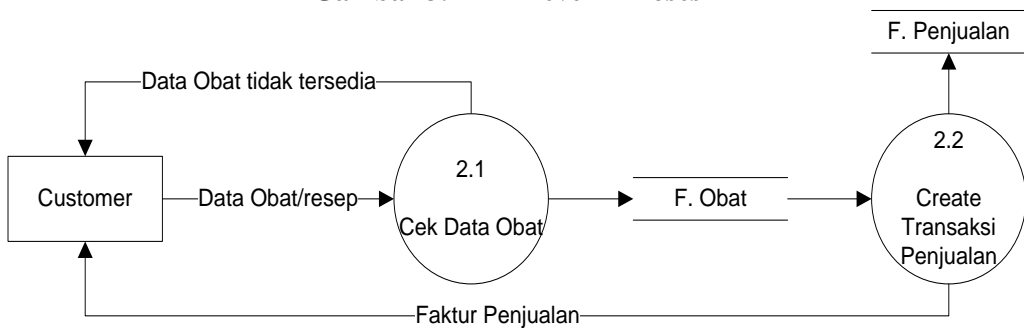 F. Penjualan
Data Obat tidak tersedia
2.1
Cek Data Obat
2.2
Create
Transaksi
Penjualan
Customer
Data Obat/resep
F. Obat
Faktur Penjualan